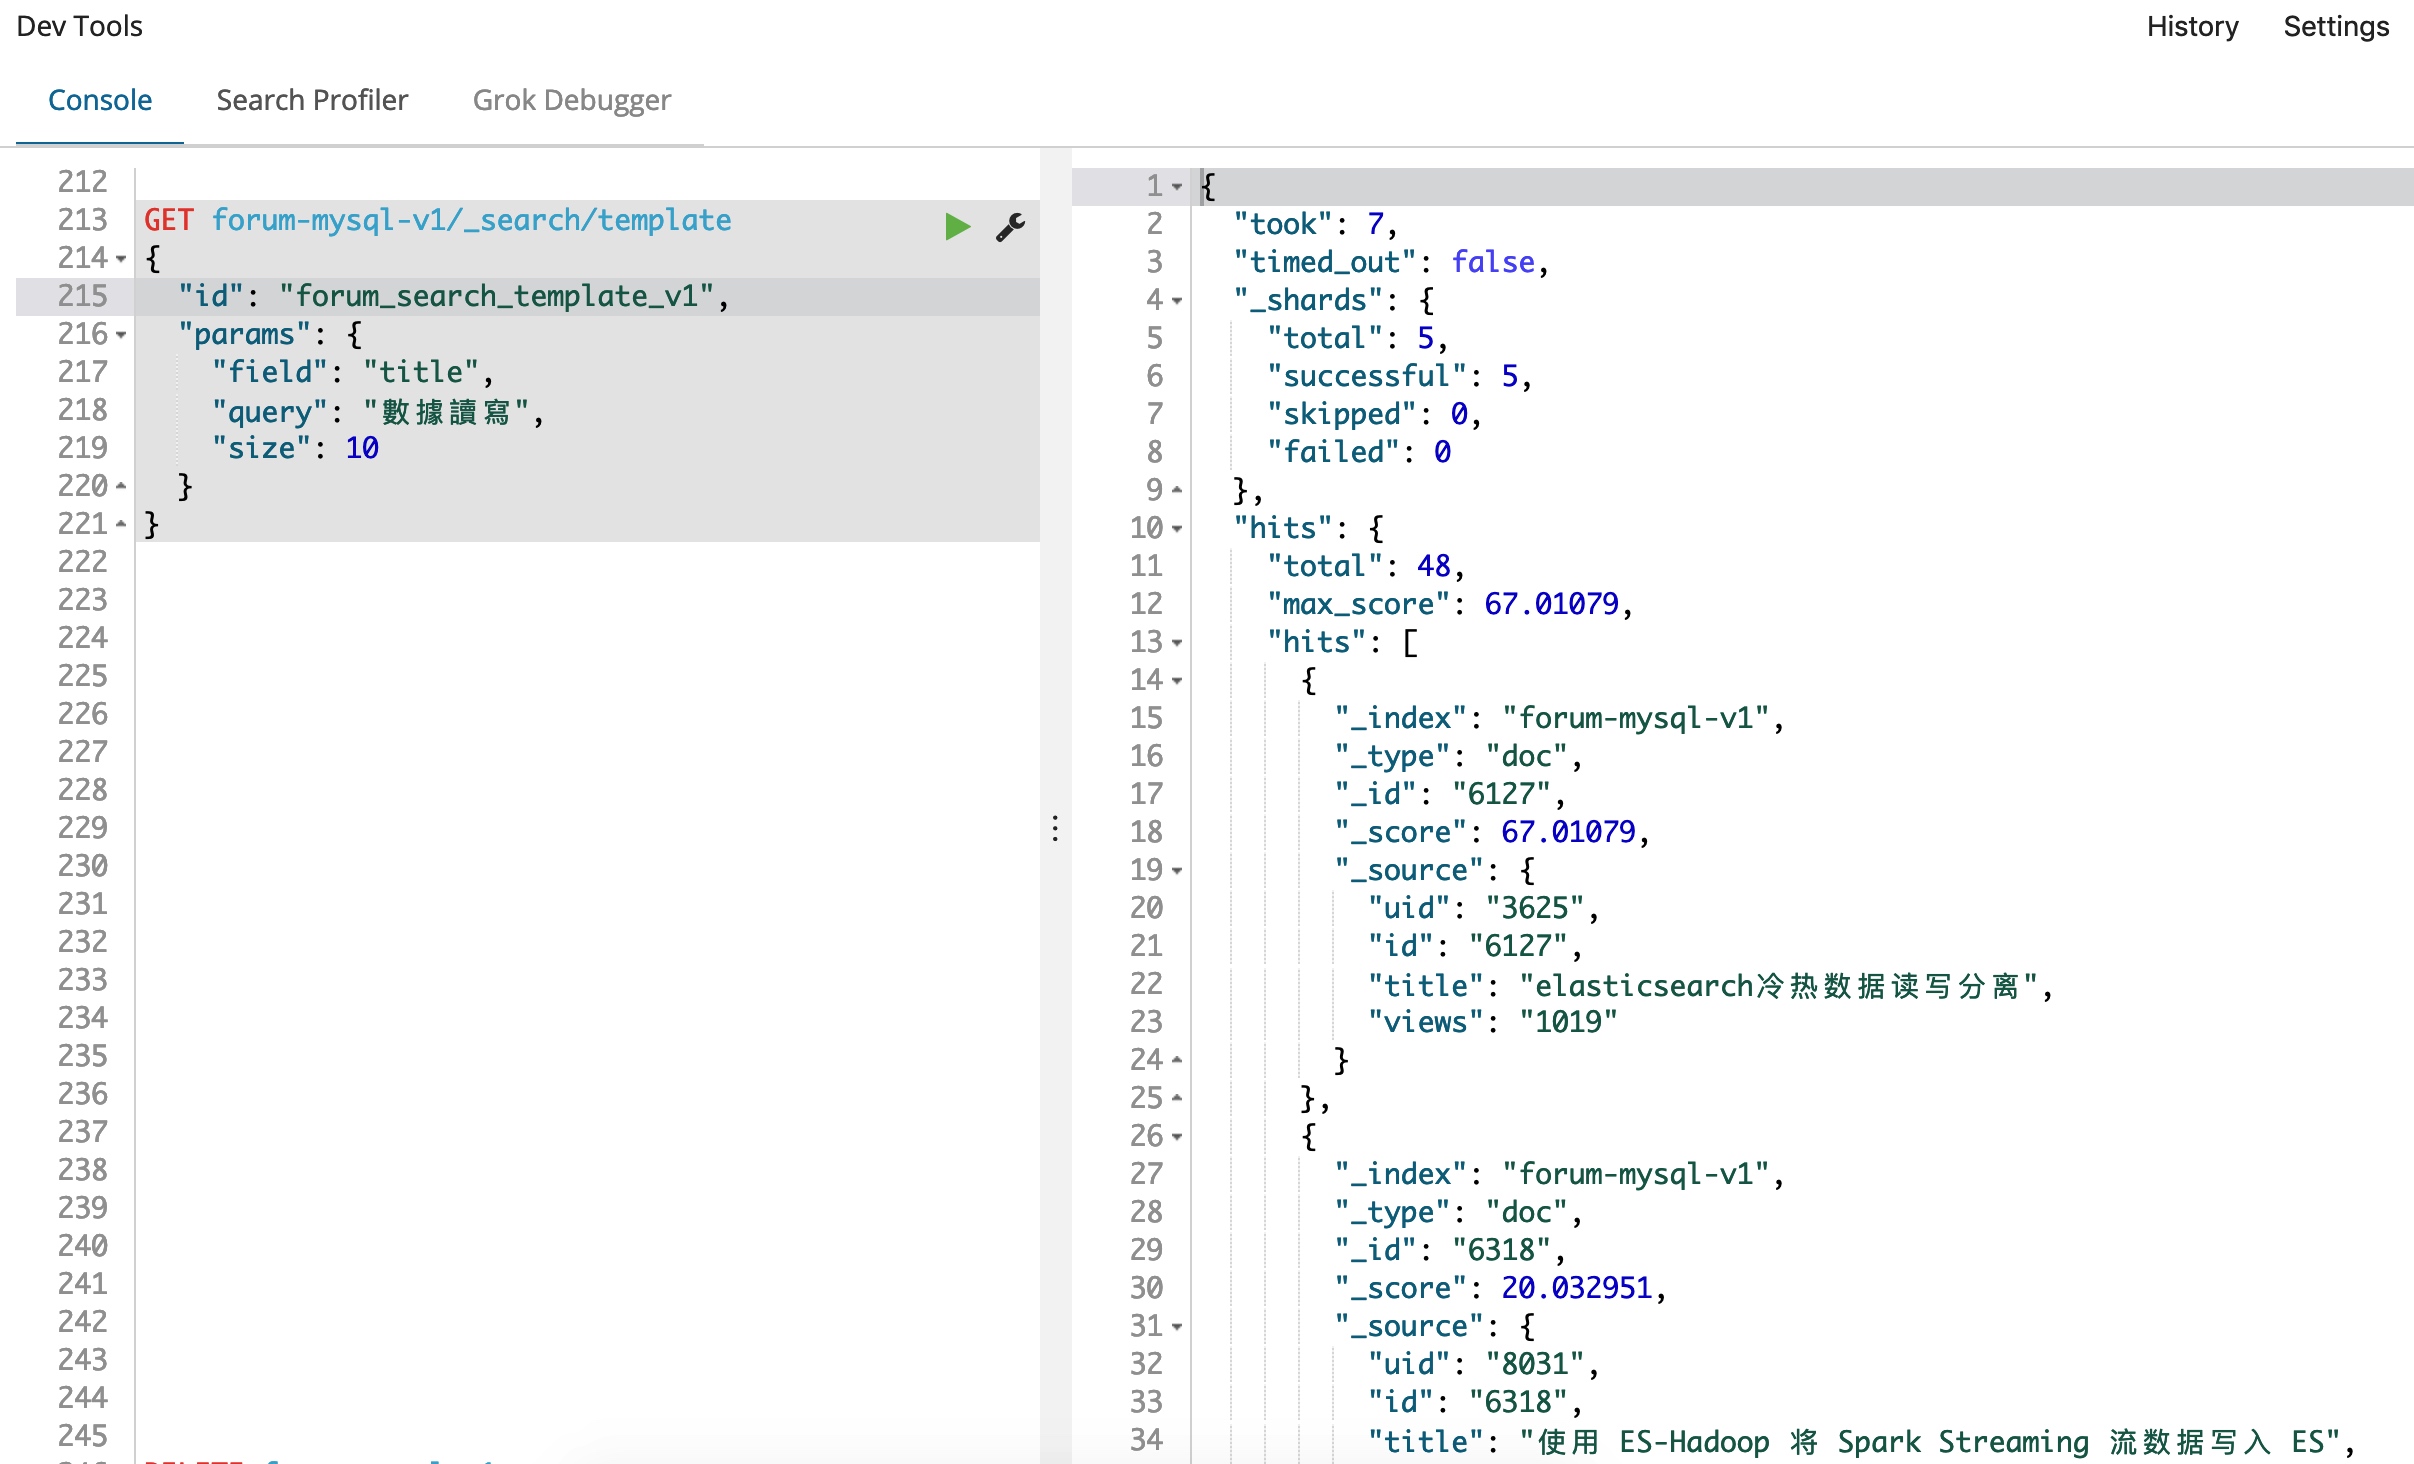 Dev Tools
History Settings
Console Search Profiler Grok Debugger
212
213 GET forum-mysql-v1/_search/template
214 {
215 "id": "forum_search_template_v1",
216 "params": {
217 "field": "title",
218 "query": "數據讀寫",
219 "size": 10
220 }
221 }
222
223
224
225
226
227
228
229
230
231
232
233
234
235
236
237
238
239
240
241
242
243
244
245
1 {
2 "took": 7,
3 "timed_out": false,
4 "_shards": {
5 "total": 5,
6 "successful": 5,
7 "skipped": 0,
8 "failed": 0
9 },
10 "hits": {
11 "total": 48,
12 "max_score": 67.01079,
13 "hits": [
14 {
15 "_index": "forum-mysql-v1",
16 "_type": "doc",
17 "_id": "6127",
18 "_score": 67.01079,
19 "_source": {
20 "uid": "3625",
21 "id": "6127",
22 "title": "elasticsearch冷热数据读写分离",
23 "views": "1019"
24 }
25 },
26 {
27 "_index": "forum-mysql-v1",
28 "_type": "doc",
29 "_id": "6318",
30 "_score": 20.032951,
31 "_source": {
32 "uid": "8031",
33 "id": "6318",
34 "title": "使用 ES-Hadoop 将 Spark Streaming 流数据写入 ES",